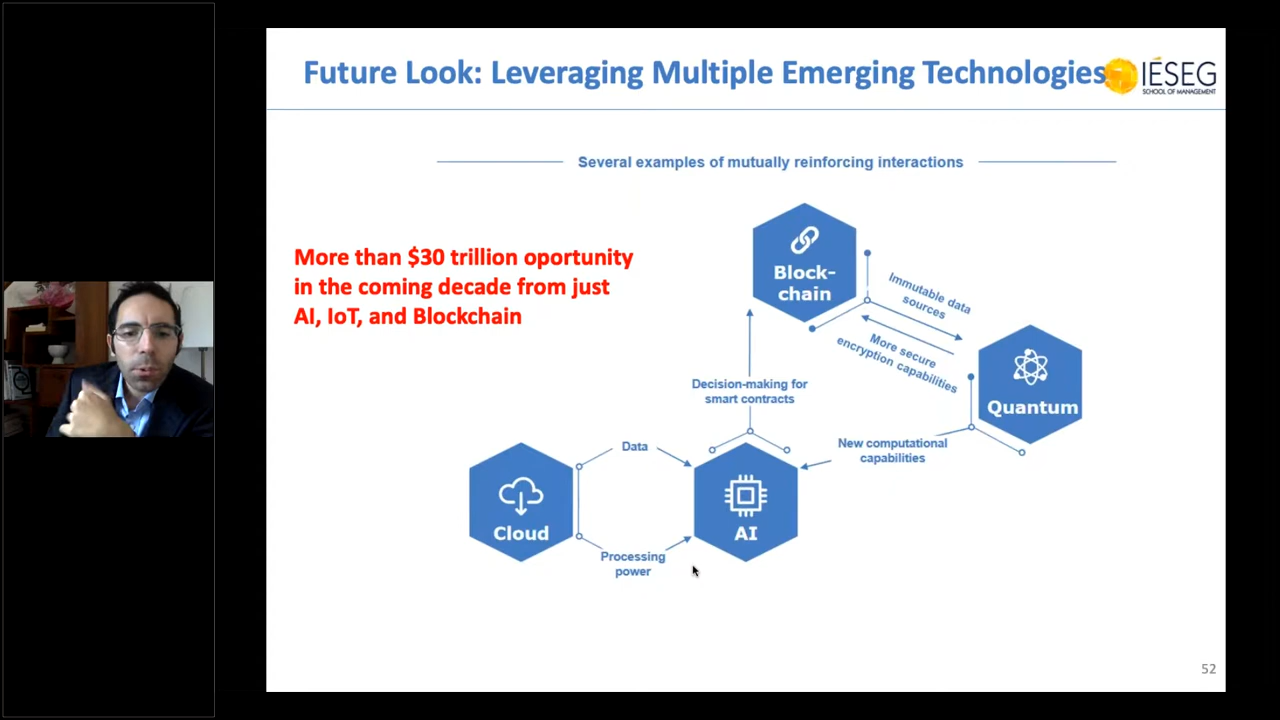 Future Look: Leveraging Multiple Emerging Technologies
IÉSEG
SCHOOL OF MANAGEMENT
Several examples of mutually reinforcing interactions
More than $30 trillion oportunity
in the coming decade from just
AI, IoT, and Blockchain
Block-
chain
Immutable data
sources
More secure
encryption capabilities
Quantum
Decision-making for
smart contracts
New computational
capabilities
Data
Cloud
AI
Processing
power
52